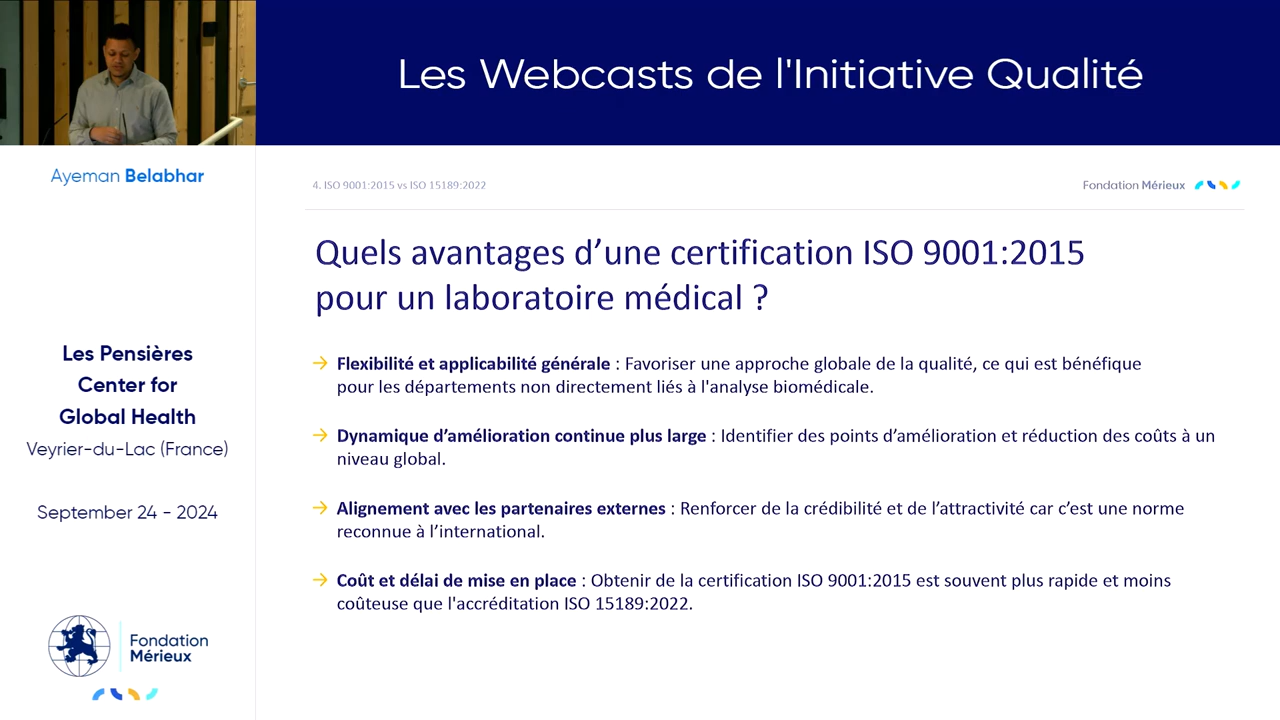 Les Webcasts de l'Initiative Qualité
Ayeman Belabhar
Les Pensières
Center for
Global Health
Veyrier-du-Lac (France)
September 24 - 2024
Fondation
Mérieux
4. ISO 9001:2015 vs ISO 15189:2022
Fondation Mérieux
Quels avantages d’une certification ISO 9001:2015
pour un laboratoire médical ?
→ Flexibilité et applicabilité générale : Favoriser une approche globale de la qualité, ce qui est bénéfique
pour les départements non directement liés à l'analyse biomédicale.
→ Dynamique d’amélioration continue plus large : Identifier des points d’amélioration et réduction des coûts à un
niveau global.
→ Alignement avec les partenaires externes : Renforcer de la crédibilité et de l’attractivité car c’est une norme
reconnue à l’international.
→ Coût et délai de mise en place : Obtenir de la certification ISO 9001:2015 est souvent plus rapide et moins
coûteuse que l'accréditation ISO 15189:2022.